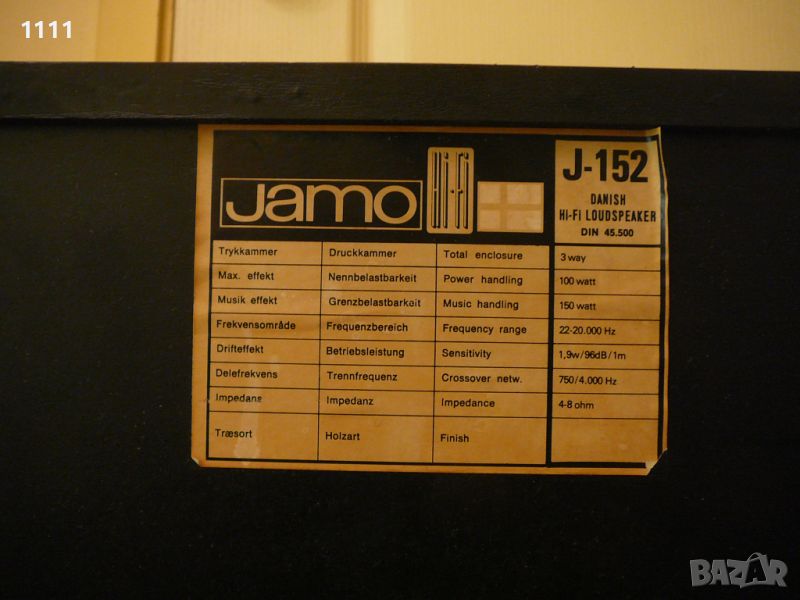 1111
Jamo Hi-Fi
J-152
DANISH
Hi-Fi LOUDSPEAKER
DIN 45.500
Trykkammer Druckkammer Total enclosure 3 way
Max. effekt Nennbelastbarkeit Power handling 100 watt
Musik effekt Grenzbelastbarkeit Music handling 150 watt
Frekvensområde Frequenzbereich Frequency range 22-20.000 Hz
Drifteffekt Betriebsleistung Sensitivity 1,9w/96dB/1m
Delefrekvens Trennfrequenz Crossover netw. 750/4.000 Hz
Impedans Impedanz Impedance 4-8 ohm
Træsort Holzart Finish
BAZAR